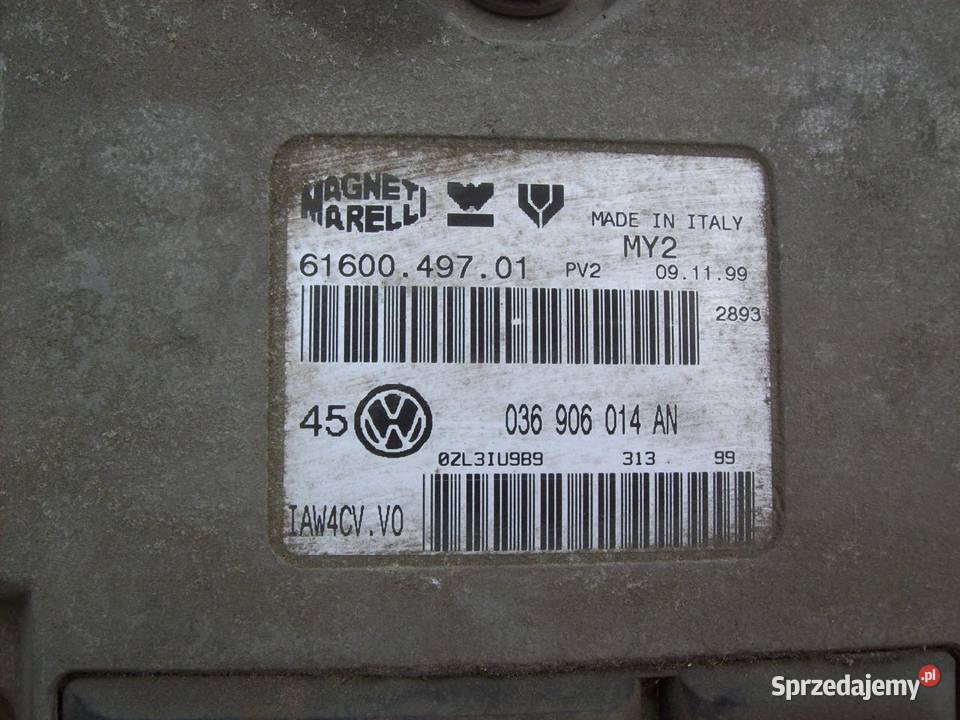 MAGNETI
MARELLI
MADE IN ITALY
MY2
61600.497.01 PV2 09.11.99
2893
45 VW 036 906 014 AN
0ZL3IU9B9 313 99
IAW4CV.V0
Sprzedajemy.pl